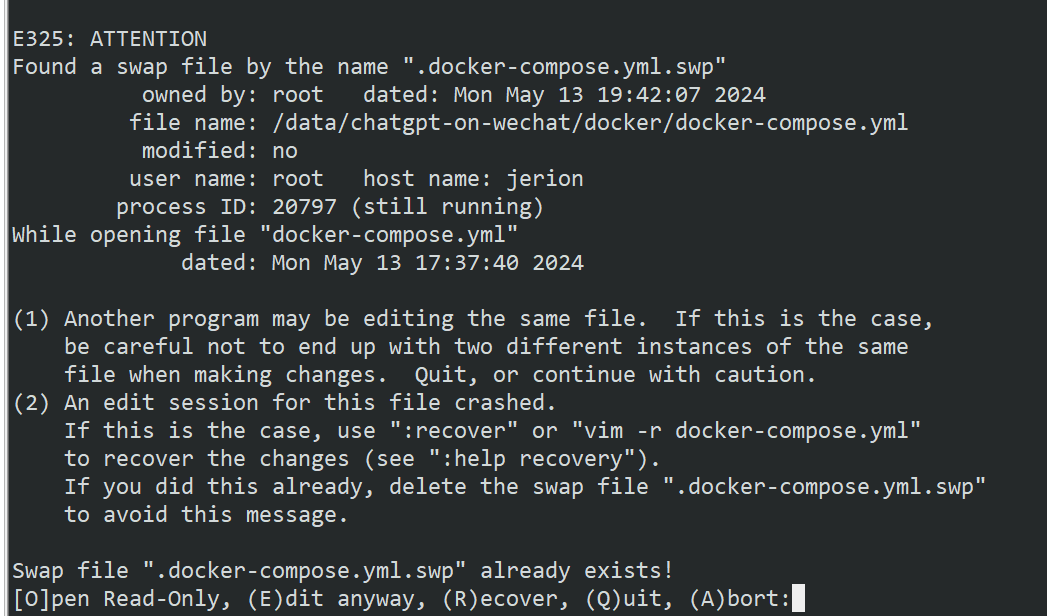 E325: ATTENTION
Found a swap file by the name ".docker-compose.yml.swp"
          owned by: root   dated: Mon May 13 19:42:07 2024
         file name: /data/chatgpt-on-wechat/docker/docker-compose.yml
          modified: no
         user name: root   host name: jerion
        process ID: 20797 (still running)
While opening file "docker-compose.yml"
             dated: Mon May 13 17:37:40 2024

(1) Another program may be editing the same file.  If this is the case,
    be careful not to end up with two different instances of the same
    file when making changes.  Quit, or continue with caution.
(2) An edit session for this file crashed.
    If this is the case, use ":recover" or "vim -r docker-compose.yml"
    to recover the changes (see ":help recovery").
    If you did this already, delete the swap file ".docker-compose.yml.swp"
    to avoid this message.

Swap file ".docker-compose.yml.swp" already exists!
[O]pen Read-Only, (E)dit anyway, (R)ecover, (Q)uit, (A)bort: